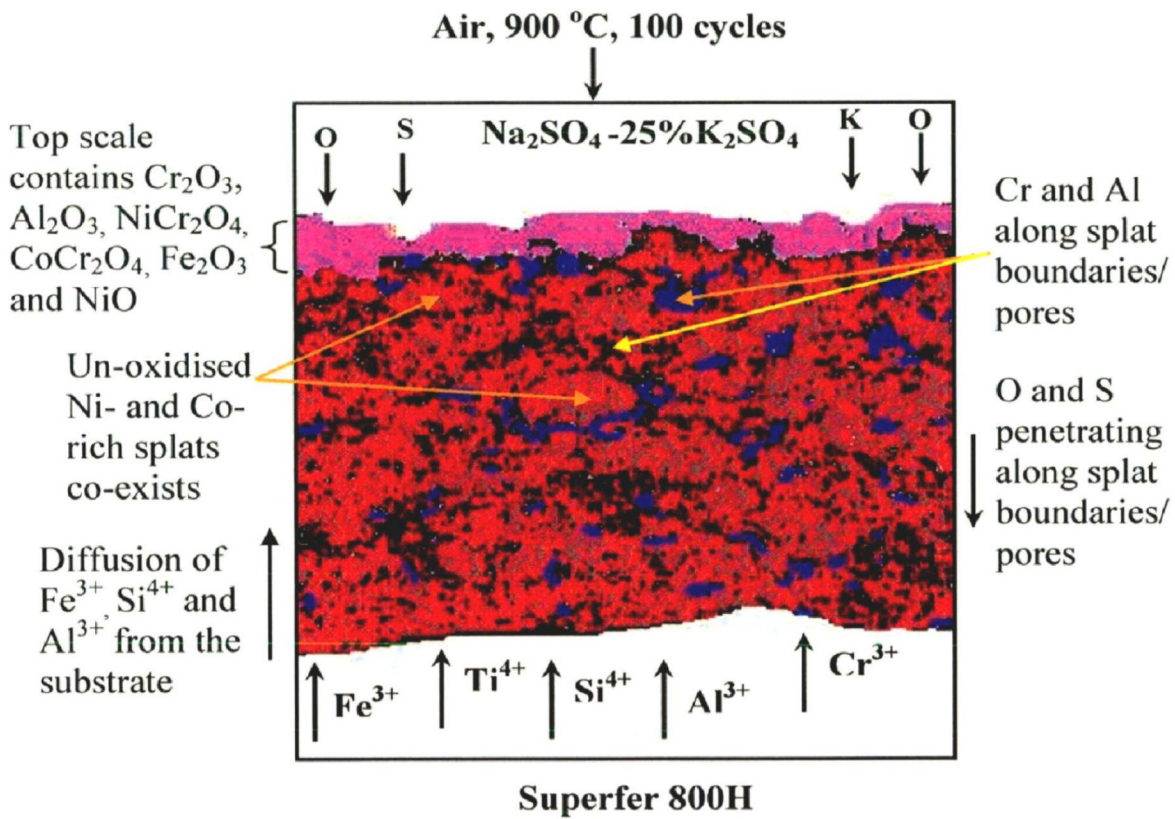 Air, 900 °C, 100 cycles
O
S
Na₂SO₄ -25%K₂SO₄
K
O
Top scale
contains Cr₂O₃,
Al₂O₃, NiCr₂O₄,
CoCr₂O₄, Fe₂O₃
and NiO
Un-oxidised
Ni- and Co-
rich splats
co-exists
Diffusion of
Fe³⁺, Si⁴⁺ and
Al³⁺ from the
substrate
Cr and Al
along splat
boundaries/
pores
O and S
penetrating
along splat
boundaries/
pores
Fe³⁺
Ti⁴⁺
Si⁴⁺
Al³⁺
Cr³⁺
Superfer 800H